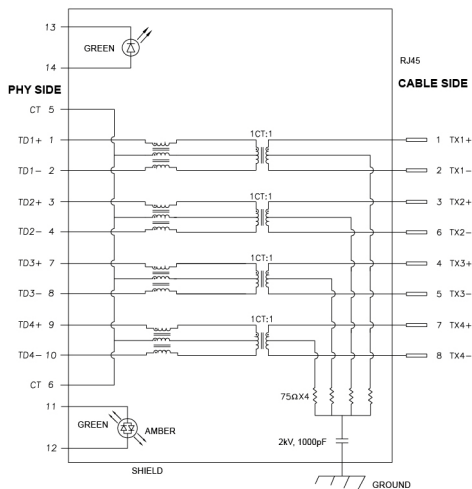 13
GREEN
14
RJ45
PHY SIDE
CABLE SIDE
CT 5
TD1+ 1
1CT:1
1 TX1+
TD1- 2
2 TX1-
TD2+ 3
1CT:1
3 TX2+
TD2- 4
6 TX2-
TD3+ 7
1CT:1
4 TX3+
TD3- 8
5 TX3-
TD4+ 9
1CT:1
7 TX4+
TD4- 10
8 TX4-
CT 6
75ΩX4
11
GREEN
AMBER
12
2kV, 1000pF
SHIELD
GROUND